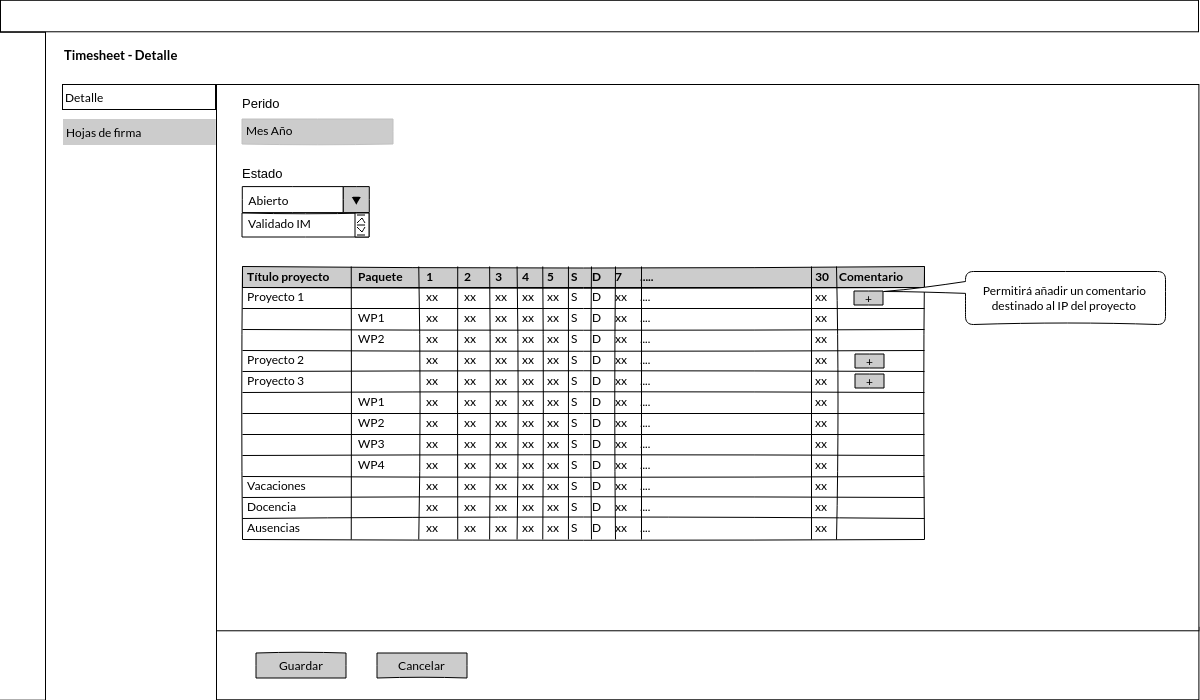 Timesheet - Detalle
Detalle
Hojas de firma
Perido
Mes Año
Estado
Abierto
Validado IM
Título proyecto Paquete 1 2 3 4 5 S D 7 .... 30 Comentario
Proyecto 1 xx xx xx xx xx S D xx ... xx +
WP1 xx xx xx xx xx S D xx ... xx
WP2 xx xx xx xx xx S D xx ... xx
Proyecto 2 xx xx xx xx xx S D xx ... xx +
Proyecto 3 xx xx xx xx xx S D xx ... xx +
WP1 xx xx xx xx xx S D xx ... xx
WP2 xx xx xx xx xx S D xx ... xx
WP3 xx xx xx xx xx S D xx ... xx
WP4 xx xx xx xx xx S D xx ... xx
Vacaciones xx xx xx xx xx S D xx ... xx
Docencia xx xx xx xx xx S D xx ... xx
Ausencias xx xx xx xx xx S D xx ... xx
Permitirá añadir un comentario
destinado al IP del proyecto
Guardar Cancelar